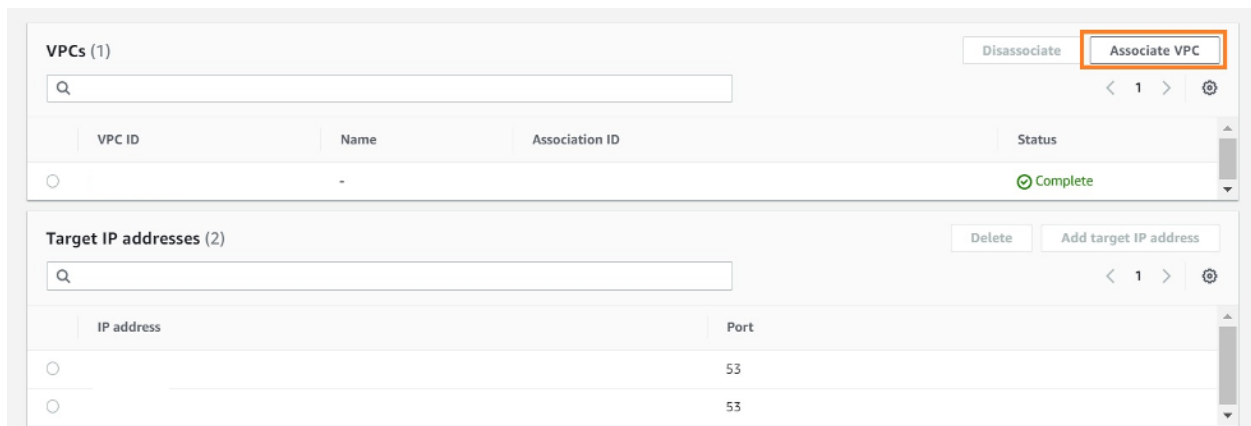 VPCs (1)
Disassociate
Associate VPC
1
VPC ID Name Association ID Status
- Complete
Target IP addresses (2)
Delete
Add target IP address
1
IP address Port
53
53